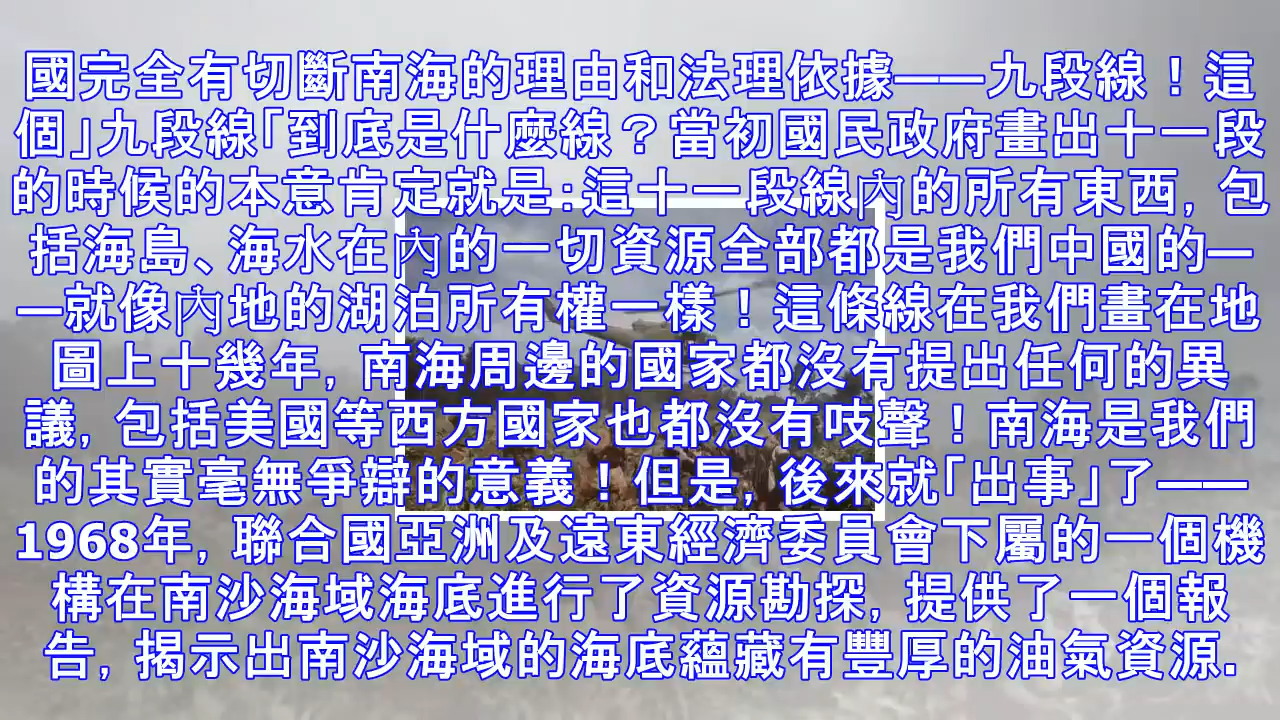 國完全有切斷南海的理由和法理依據——九段線！這
個」九段線「到底是什麼線？當初國民政府畫出十一段
的時候的本意肯定就是：這十一段線內的所有東西，包
括海島、海水在內的一切資源全部都是我們中國的—
—就像內地的湖泊所有權一樣！這條線在我們畫在地
圖上十幾年，南海周邊的國家都沒有提出任何的異
議，包括美國等西方國家也都沒有吱聲！南海是我們
的其實毫無爭辯的意義！但是，後來就「出事」了——
1968年，聯合國亞洲及遠東經濟委員會下屬的一個機
構在南沙海域海底進行了資源勘探，提供了一個報
告，揭示出南沙海域的海底蘊藏有豐厚的油氣資源.